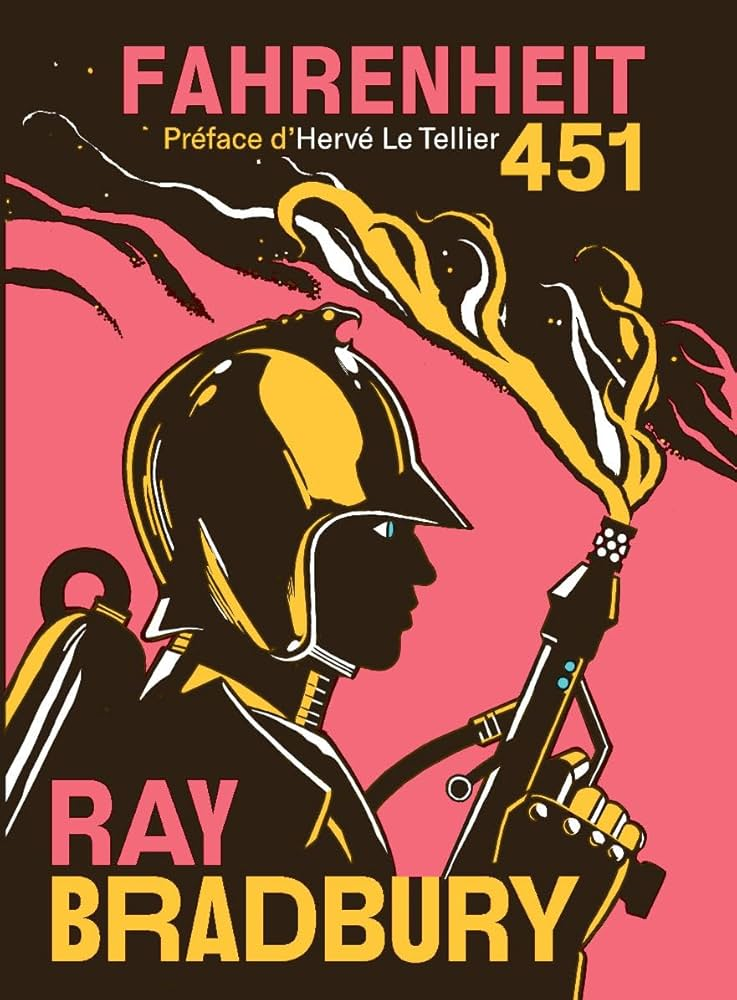 FAHRENHEIT
Préface d'Hervé Le Tellier
451
RAY
BRADBURY